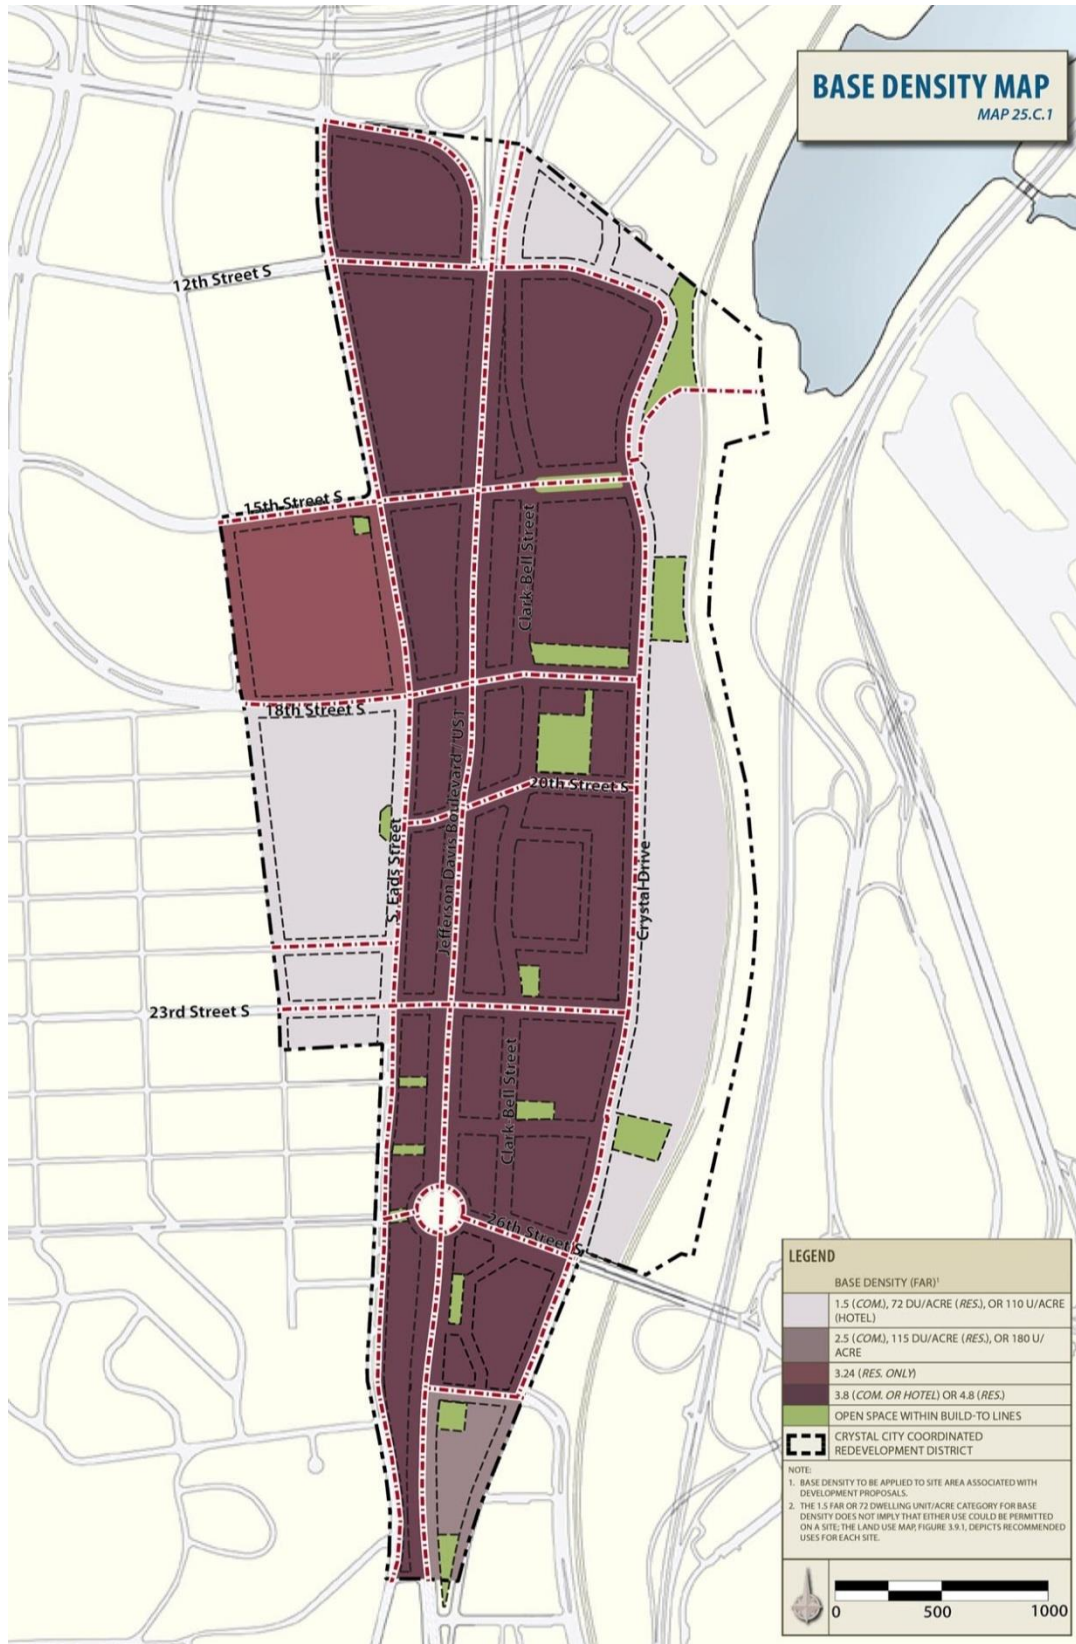 BASE DENSITY MAP
MAP 25.C.1
12th Street S
15th Street S
Clark-Bell Street
18th Street S
Jefferson Davis Boulevard / US1
20th Street S
S. Eads Street
Crystal Drive
23rd Street S
Clark-Bell Street
26th Street S
LEGEND
BASE DENSITY (FAR)¹
1.5 (COM.), 72 DU/ACRE (RES.), OR 110 U/ACRE
(HOTEL)
2.5 (COM.), 115 DU/ACRE (RES.), OR 180 U/
ACRE
3.24 (RES. ONLY)
3.8 (COM. OR HOTEL) OR 4.8 (RES.)
OPEN SPACE WITHIN BUILD-TO LINES
CRYSTAL CITY COORDINATED
REDEVELOPMENT DISTRICT
NOTE:
1. BASE DENSITY TO BE APPLIED TO SITE AREA ASSOCIATED WITH
DEVELOPMENT PROPOSALS.
2. THE 1.5 FAR OR 72 DWELLING UNIT/ACRE CATEGORY FOR BASE
DENSITY DOES NOT IMPLY THAT EITHER USE COULD BE PERMITTED
ON A SITE; THE LAND USE MAP, FIGURE 3.9.1, DEPICTS RECOMMENDED
USES FOR EACH SITE.
0 500 1000